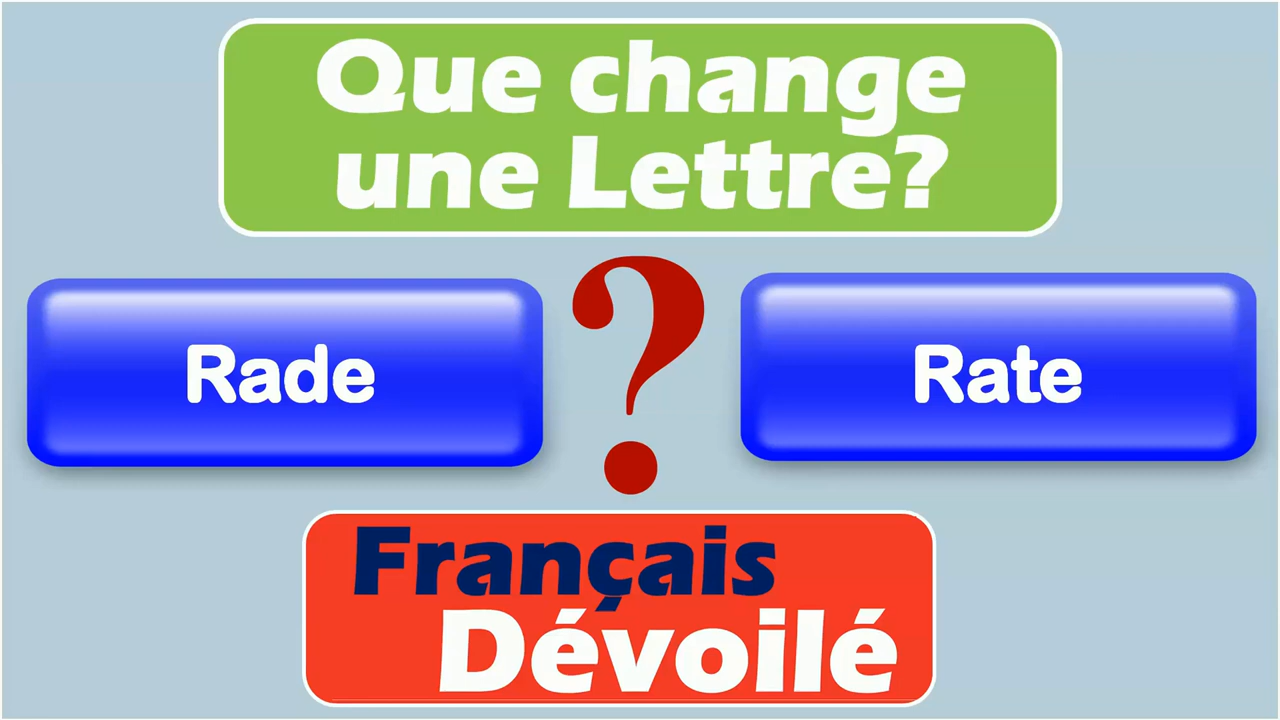 Que change
une Lettre?
Rade
?
Rate
Français
Dévoilé